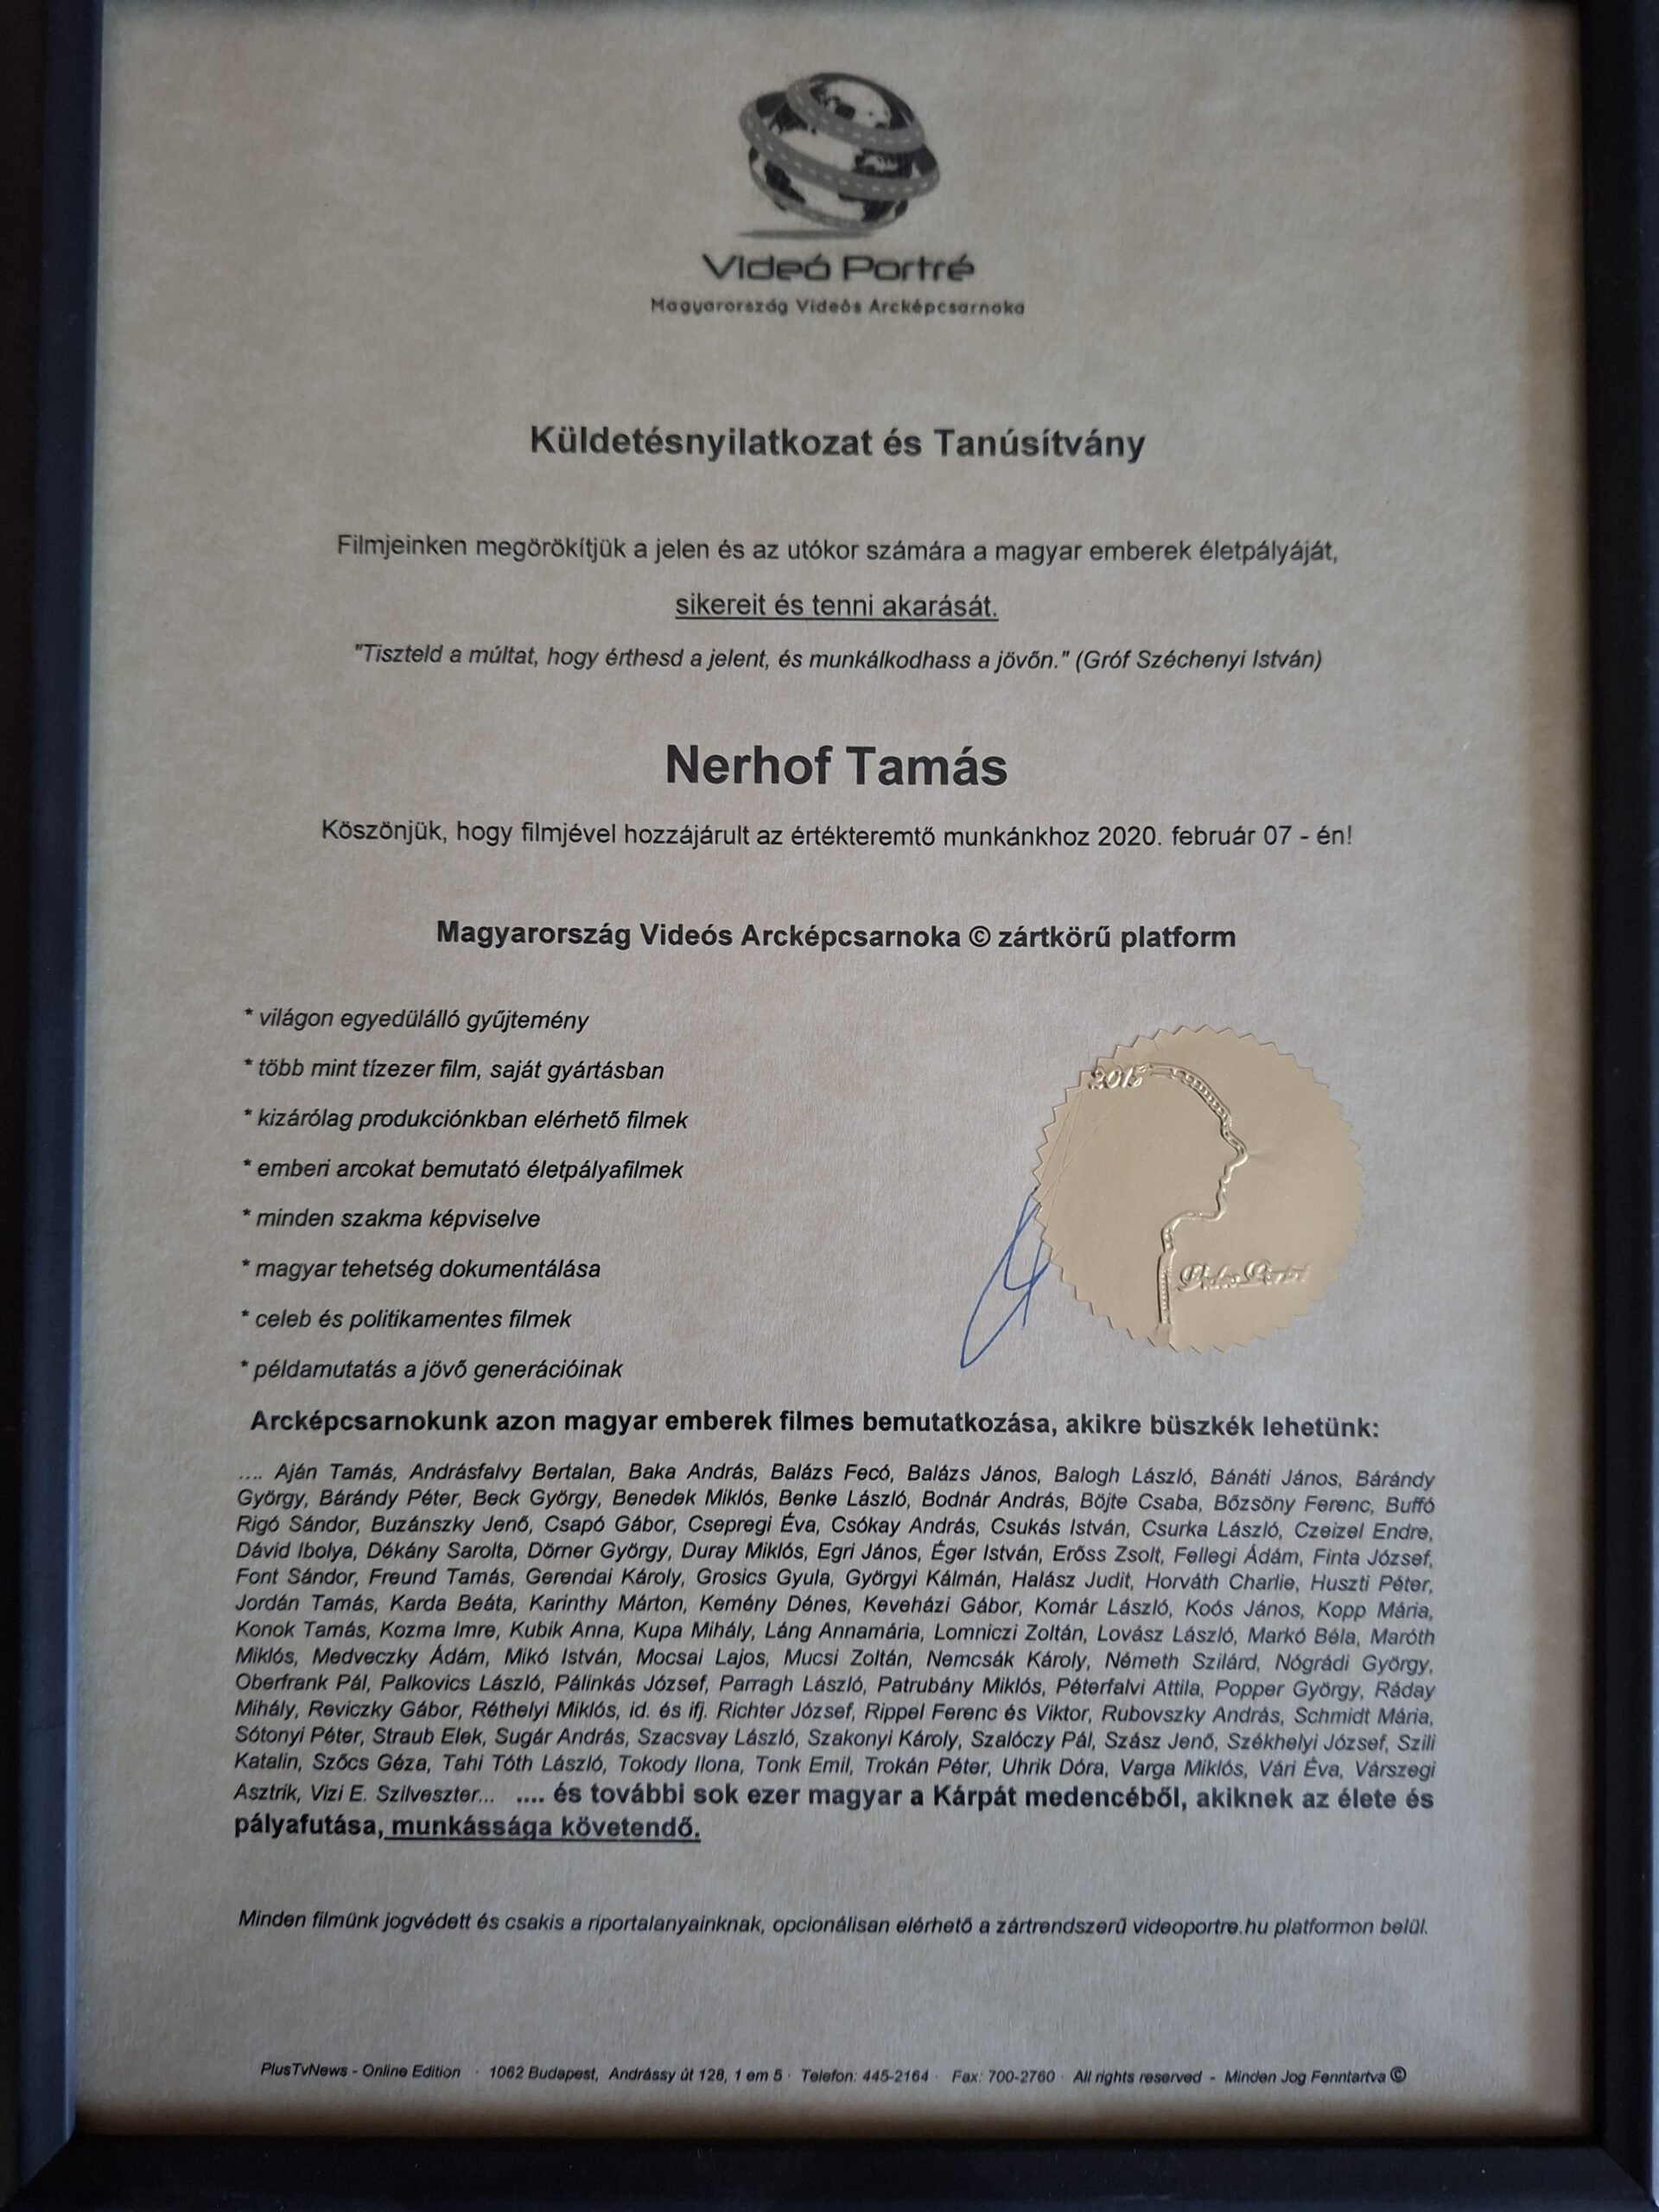 Videó Portré
Magyarország Videós Arcképcsarnoka
Küldetésnyilatkozat és Tanúsítvány
Filmjeinken megörökítjük a jelen és az utókor számára a magyar emberek életpályáját,
sikereit és tenni akarását.
"Tiszteld a múltat, hogy érthesd a jelent, és munkálkodhass a jövőn." (Gróf Széchenyi István)
Nerhof Tamás
Köszönjük, hogy filmjével hozzájárult az értékteremtő munkánkhoz 2020. február 07 - én!
Magyarország Videós Arcképcsarnoka © zártkörű platform
* világon egyedülálló gyűjtemény
* több mint tízezer film, saját gyártásban
* kizárólag produkciónkban elérhető filmek
* emberi arcokat bemutató életpályafilmek
* minden szakma képviselve
* magyar tehetség dokumentálása
* celeb és politikamentes filmek
* példamutatás a jövő generációinak
2015
Arcképcsarnokunk azon magyar emberek filmes bemutatkozása, akikre büszkék lehetünk:
.... Aján Tamás, Andrásfalvy Bertalan, Baka András, Balázs Fecó, Balázs János, Balogh László, Bánáti János, Bárándy
György, Bárándy Péter, Beck György, Benedek Miklós, Benke László, Bodnár András, Böjte Csaba, Bőzsöny Ferenc, Buffó
Rigó Sándor, Buzánszky Jenő, Csapó Gábor, Csepregi Éva, Csókay András, Csukás István, Csurka László, Czeizel Endre,
Dávid Ibolya, Dékány Sarolta, Dörner György, Duray Miklós, Egri János, Éger István, Erőss Zsolt, Fellegi Ádám, Finta József,
Font Sándor, Freund Tamás, Gerendai Károly, Grosics Gyula, Györgyi Kálmán, Halász Judit, Horváth Charlie, Huszti Péter,
Jordán Tamás, Karda Beáta, Karinthy Márton, Kemény Dénes, Keveházi Gábor, Komár László, Koós János, Kopp Mária,
Konok Tamás, Kozma Imre, Kubik Anna, Kupa Mihály, Láng Annamária, Lomniczi Zoltán, Lovász László, Markó Béla, Maróth
Miklós, Medveczky Ádám, Mikó István, Mocsai Lajos, Mucsi Zoltán, Nemcsák Károly, Németh Szilárd, Nógrádi György,
Oberfrank Pál, Palkovics László, Pálinkás József, Parragh László, Patrubány Miklós, Péterfalvi Attila, Popper György, Ráday
Mihály, Reviczky Gábor, Réthelyi Miklós, id. és ifj. Richter József, Rippel Ferenc és Viktor, Rubovszky András, Schmidt Mária,
Sótonyi Péter, Straub Elek, Sugár András, Szacsvay László, Szakonyi Károly, Szalóczy Pál, Szász Jenő, Székhelyi József, Szili
Katalin, Szőcs Géza, Tahi Tóth László, Tokody Ilona, Tonk Emil, Trokán Péter, Uhrik Dóra, Varga Miklós, Vári Éva, Várszegi
Asztrik, Vizi E. Szilveszter... .... és további sok ezer magyar a Kárpát medencéből, akiknek az élete és
pályafutása, munkássága követendő.
Minden filmünk jogvédett és csakis a riportalanyainknak, opcionálisan elérhető a zártrendszerű videoportre.hu platformon belül.
PlusTvNews - Online Edition · 1062 Budapest, Andrássy út 128, 1 em 5 · Telefon: 445-2164 · Fax: 700-2760 · All rights reserved - Minden Jog Fenntartva ©